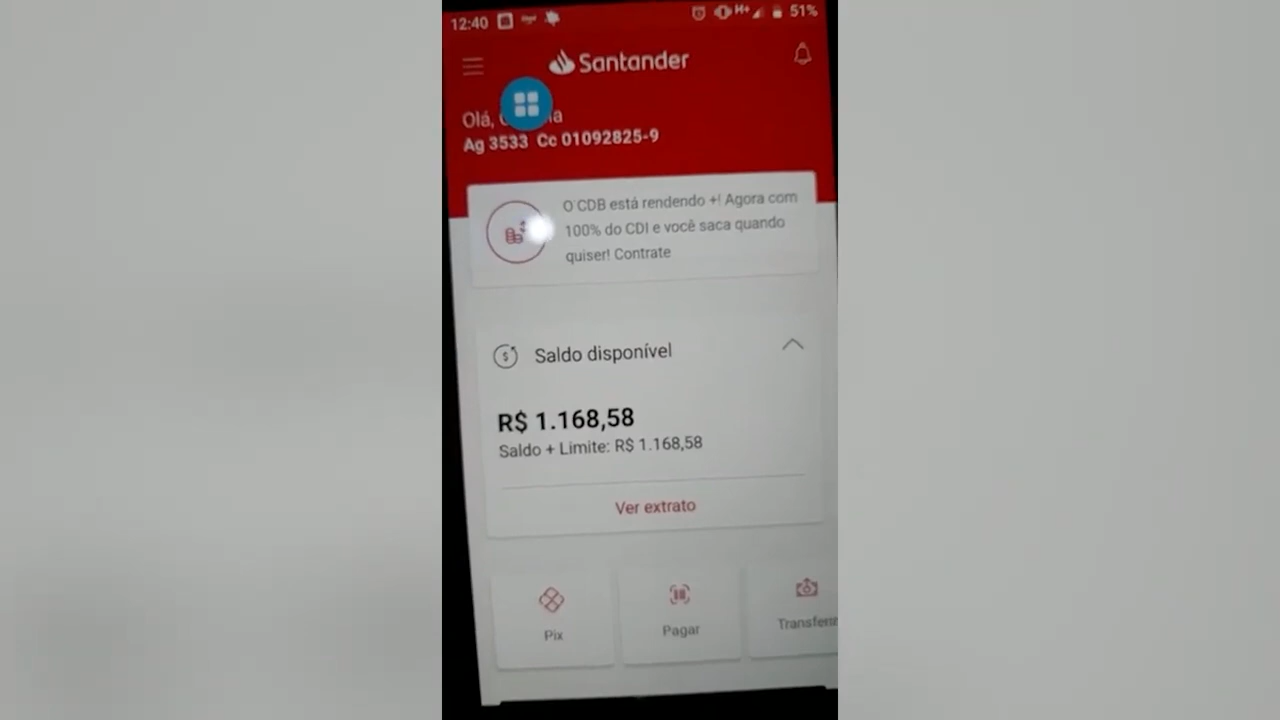 12:40
H+ 51%
Santander
Olá,
Ag 3533 Cc 01092825-9
O CDB está rendendo +! Agora com
100% do CDI e você saca quando
quiser! Contrate
Saldo disponível
R$ 1.168,58
Saldo + Limite: R$ 1.168,58
Ver extrato
Pix
Pagar